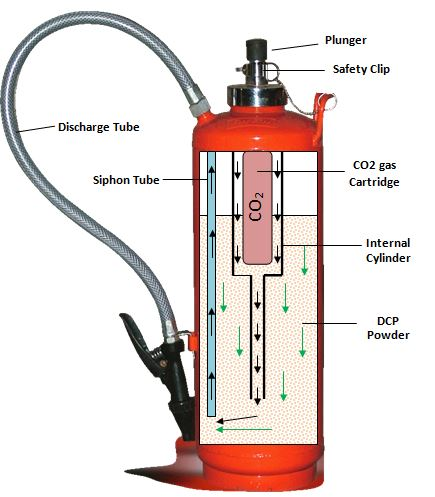 Plunger
Safety Clip
Discharge Tube
Siphon Tube
CO2 gas
Cartridge
CO2
Internal
Cylinder
DCP
Powder